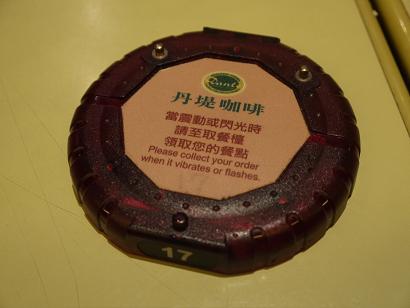 Dante
丹堤咖啡
當震動或閃光時
請至取餐檯
領取您的餐點
Please collect your order
when it vibrates or flashes.
17